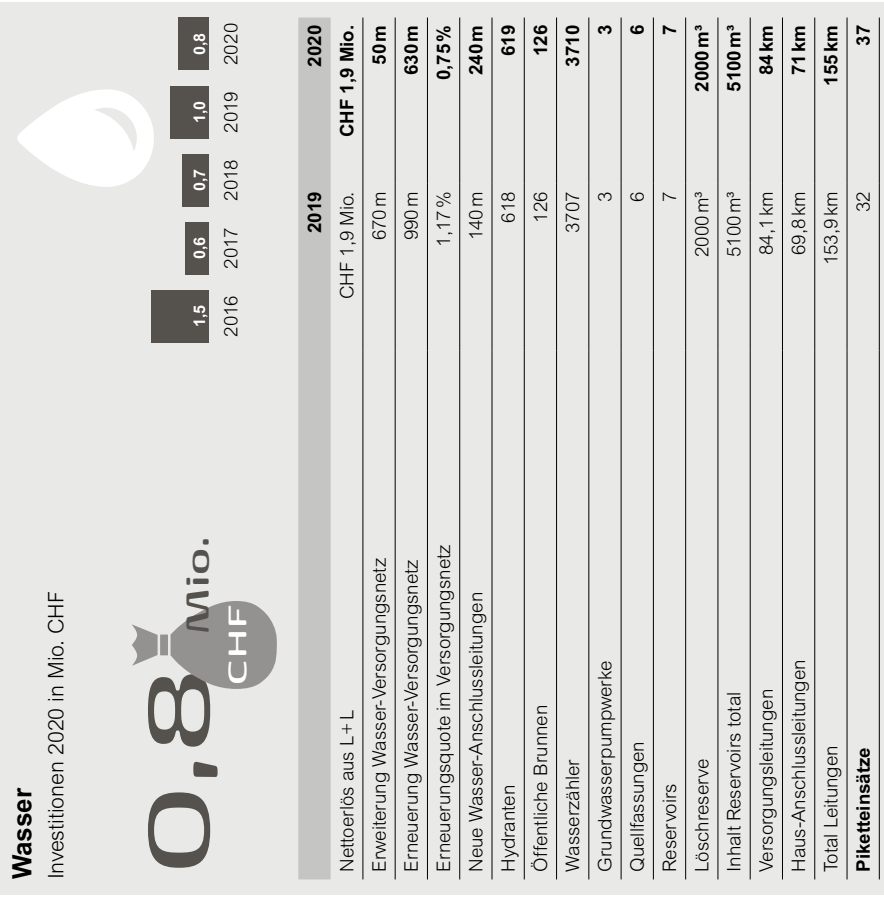 Wasser
Investitionen 2020 in Mio. CHF
0,8 Mio.
CHF
1,5 0,6 0,7 1,0 0,8
2016 2017 2018 2019 2020
2019 2020
Nettoerlös aus L+L CHF 1,9 Mio. CHF 1,9 Mio.
Erweiterung Wasser-Versorgungsnetz 670 m 50 m
Erneuerung Wasser-Versorgungsnetz 990 m 630 m
Erneuerungsquote im Versorgungsnetz 1,17 % 0,75 %
Neue Wasser-Anschlussleitungen 140 m 240 m
Hydranten 618 619
Öffentliche Brunnen 126 126
Wasserzähler 3707 3710
Grundwasserpumpwerke 3 3
Quellfassungen 6 6
Reservoirs 7 7
Löschreserve 2000 m³ 2000 m³
Inhalt Reservoirs total 5100 m³ 5100 m³
Versorgungsleitungen 84,1 km 84 km
Haus-Anschlussleitungen 69,8 km 71 km
Total Leitungen 153,9 km 155 km
Piketteinsätze 32 37